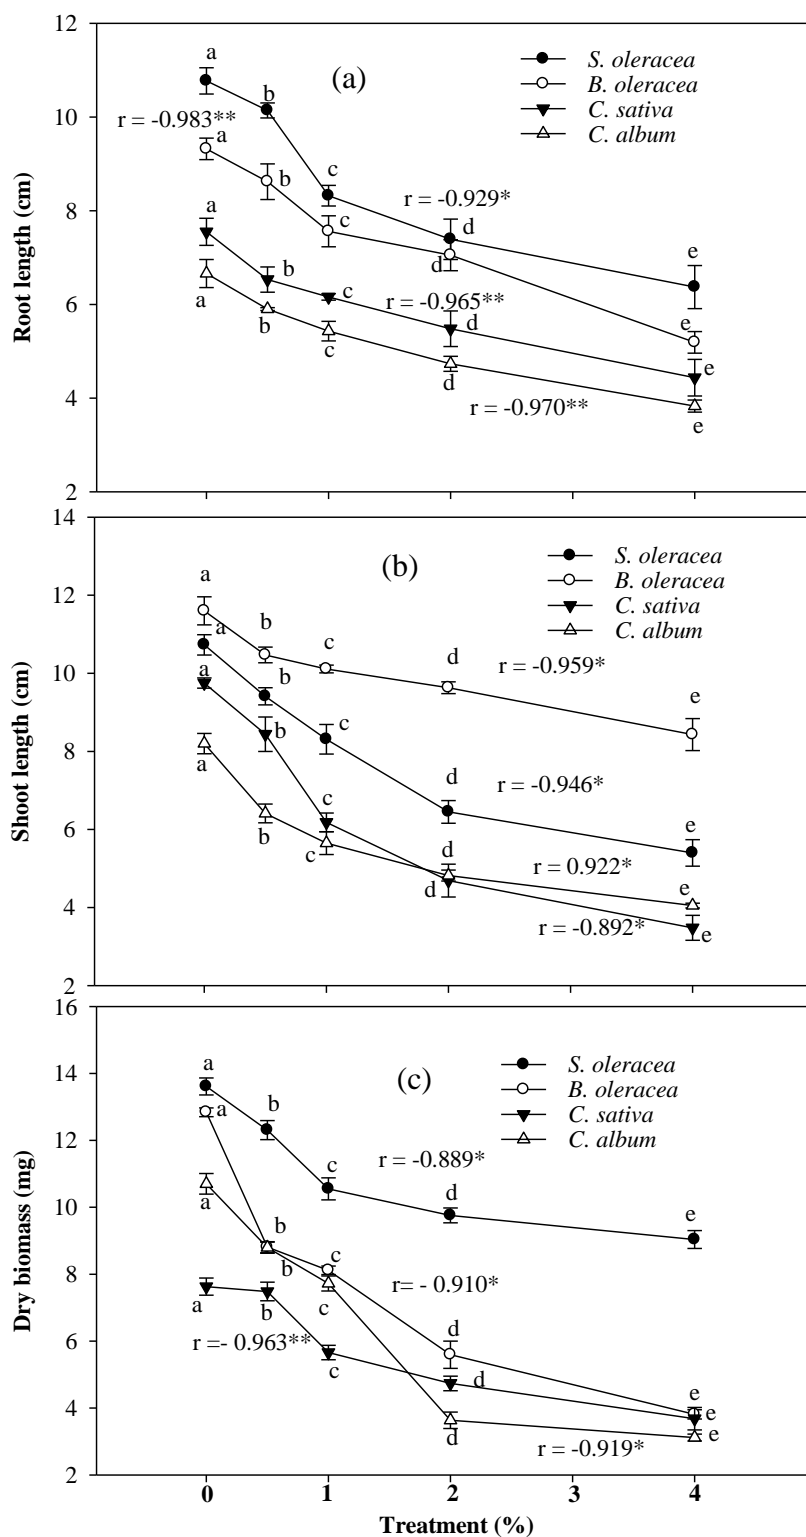 12
a
(a)
S. oleracea
B. oleracea
C. sativa
C. album
b
10
r = -0.983**
a
c
b
r = -0.929*
8
a
c
d
d
e
b
c
6
r = -0.965**
a
b
d
e
c
d
e
4
r = -0.970**
e
2
Root length (cm)
14
(b)
S. oleracea
B. oleracea
C. sativa
C. album
a
12
a
b
c
d
r = -0.959*
10
a
b
e
b
c
8
a
d
r = -0.946*
c
b
6
c
d
e
r = 0.922*
d
e
4
r = -0.892*
e
2
Shoot length (cm)
16
a
(c)
S. oleracea
B. oleracea
C. sativa
C. album
14
a
b
12
c
r = -0.889*
d
10
a
e
b
b
c
8
r= - 0.910*
a
b
c
r =- 0.963**
d
6
c
d
e
4
e
d
r = -0.919*
e
2
Dry biomass (mg)
0
1
2
3
4
Treatment (%)